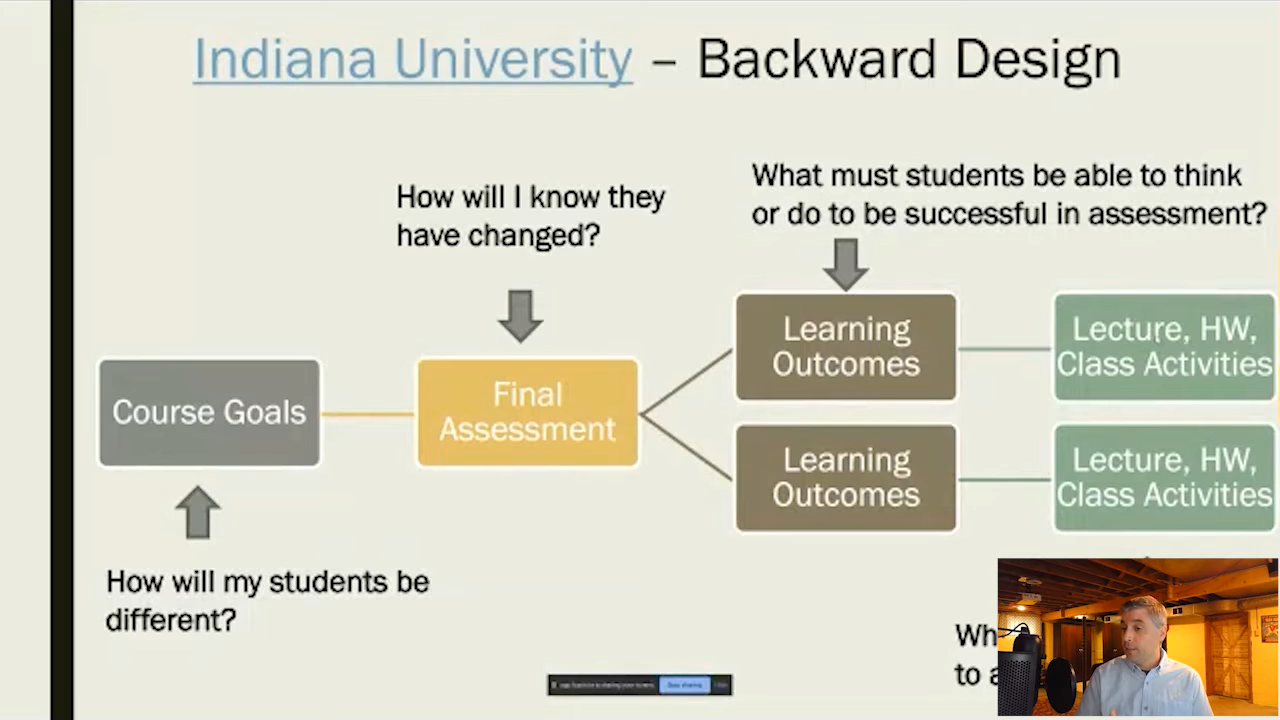 Indiana University – Backward Design
How will I know they
have changed?
What must students be able to think
or do to be successful in assessment?
Course Goals
Final
Assessment
Learning
Outcomes
Lecture, HW,
Class Activities
Learning
Outcomes
Lecture, HW,
Class Activities
How will my students be
different?
to